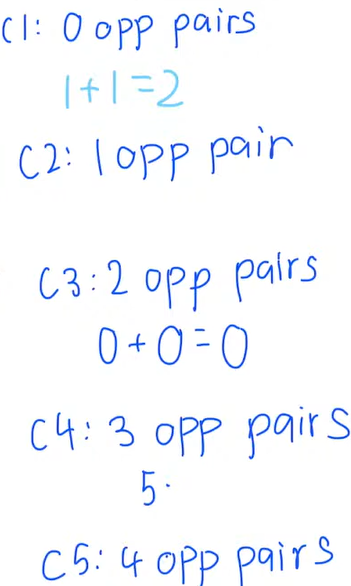 C1: 0 opp pairs
1+1=2
C2: 1 opp pair
C3: 2 opp pairs
0+0=0
C4: 3 opp pairs
5.
C5: 4 opp pairs